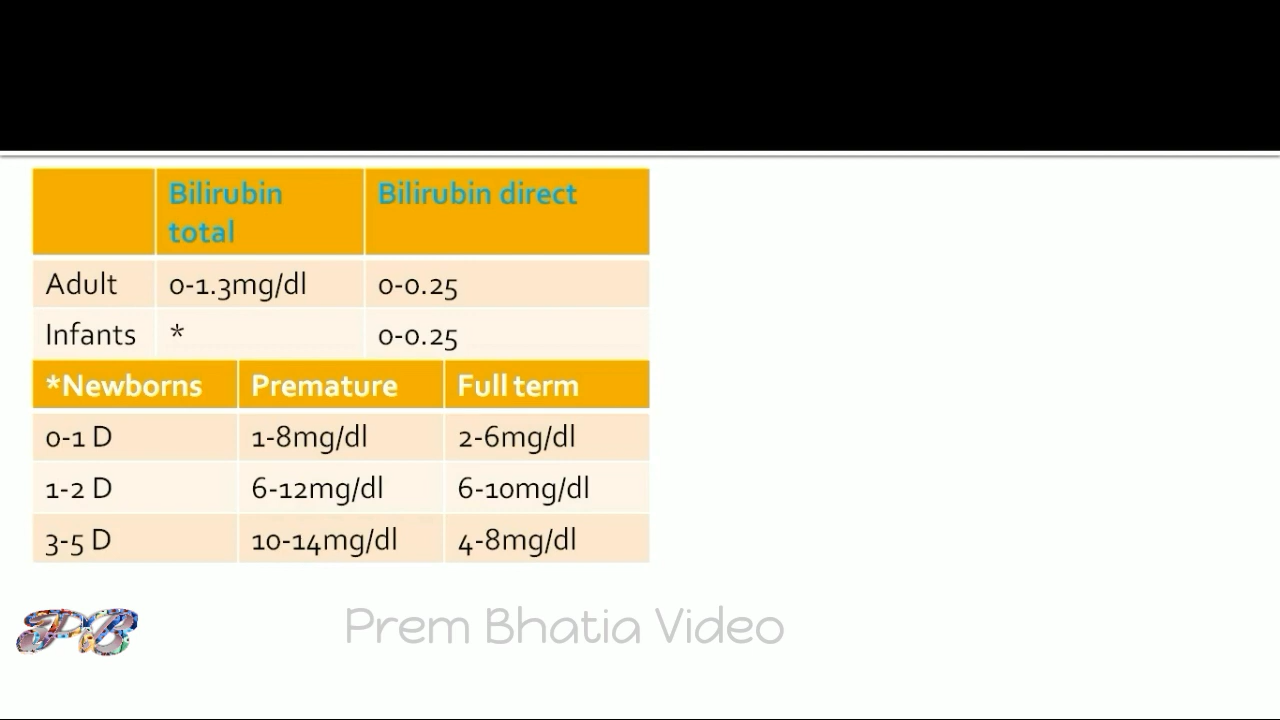 Bilirubin total Bilirubin direct
Adult 0-1.3mg/dl 0-0.25
Infants * 0-0.25
*Newborns Premature Full term
0-1 D 1-8mg/dl 2-6mg/dl
1-2 D 6-12mg/dl 6-10mg/dl
3-5 D 10-14mg/dl 4-8mg/dl
PB Prem Bhatia Video